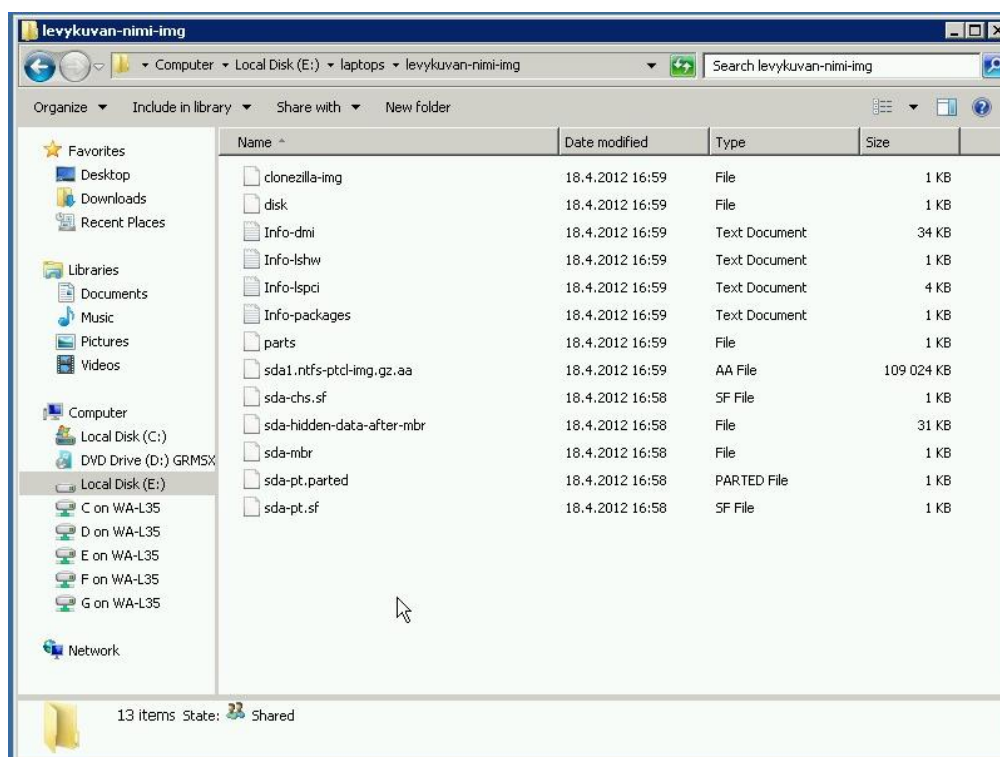 levykuvan-nimi-img
Computer Local Disk (E:) laptops levykuvan-nimi-img
Search levykuvan-nimi-img
Organize Include in library Share with New folder
Favorites
Desktop
Downloads
Recent Places
Libraries
Documents
Music
Pictures
Videos
Computer
Local Disk (C:)
DVD Drive (D:) GRMSX
Local Disk (E:)
C on WA-L35
D on WA-L35
E on WA-L35
F on WA-L35
G on WA-L35
Network
Name Date modified Type Size
clonezilla-img 18.4.2012 16:59 File 1 KB
disk 18.4.2012 16:59 File 1 KB
Info-dmi 18.4.2012 16:59 Text Document 34 KB
Info-lshw 18.4.2012 16:59 Text Document 1 KB
Info-lspci 18.4.2012 16:59 Text Document 4 KB
Info-packages 18.4.2012 16:59 Text Document 1 KB
parts 18.4.2012 16:59 File 1 KB
sda1.ntfs-ptcl-img.gz.aa 18.4.2012 16:59 AA File 109 024 KB
sda-chs.sf 18.4.2012 16:58 SF File 1 KB
sda-hidden-data-after-mbr 18.4.2012 16:58 File 31 KB
sda-mbr 18.4.2012 16:58 File 1 KB
sda-pt.parted 18.4.2012 16:58 PARTED File 1 KB
sda-pt.sf 18.4.2012 16:58 SF File 1 KB
13 items State: Shared